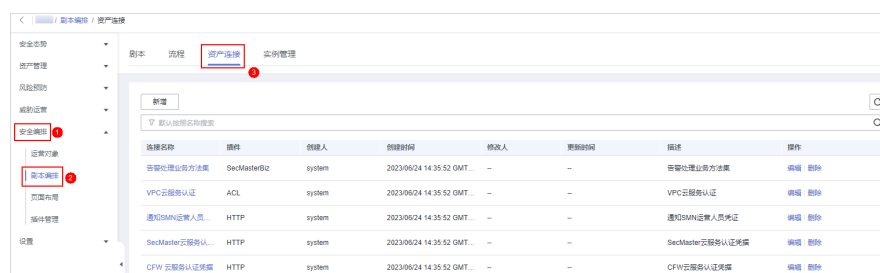 / 剧本编排 / 资产连接
安全态势
资产管理
风险预防
威胁运营
安全编排 1
运营对象
剧本编排 2
页面布局
插件管理
设置
剧本 流程 资产连接 实例管理
3
新增
默认按照名称搜索
连接名称 插件 创建人 创建时间 修改人 更新时间 描述 操作
告警处理业务方法集 SecMasterBiz system 2023/06/24 14:35:52 GMT... -- -- 告警处理业务方法集 编辑 删除
VPC云服务认证 ACL system 2023/06/24 14:35:52 GMT... -- -- VPC云服务认证 编辑 删除
通知SMN运营人员... HTTP system 2023/06/24 14:35:52 GMT... -- -- 通知SMN运营人员凭证 编辑 删除
SecMaster云服务认... HTTP system 2023/06/24 14:35:52 GMT... -- -- SecMaster云服务认证凭据 编辑 删除
CFW 云服务认证凭据 HTTP system 2023/06/24 14:35:52 GMT... -- -- CFW云服务认证凭据 编辑 删除